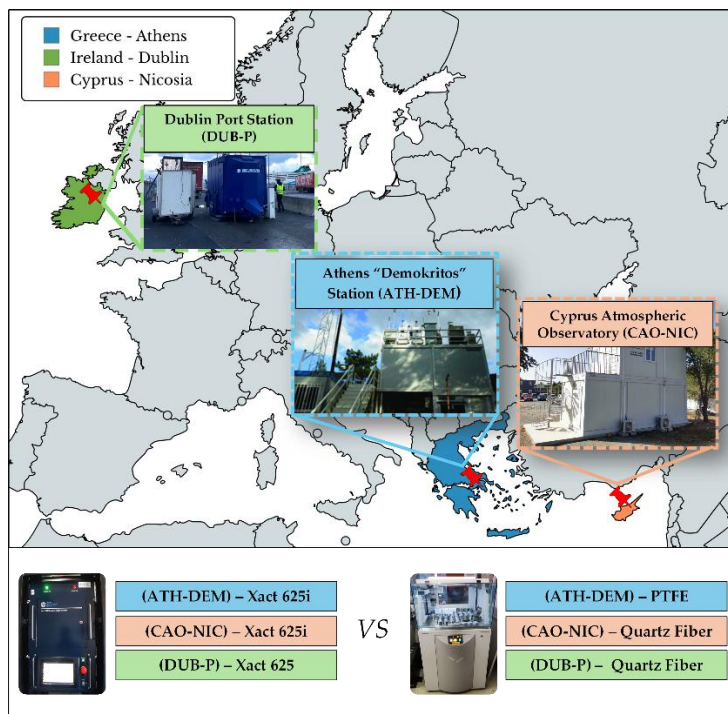 Greece - Athens
Ireland - Dublin
Cyprus - Nicosia
Dublin Port Station
(DUB-P)
Athens “Demokritos”
Station (ATH-DEM)
Cyprus Atmospheric
Observatory (CAO-NIC)
(ATH-DEM) – Xact 625i
(CAO-NIC) – Xact 625i
(DUB-P) – Xact 625
VS
(ATH-DEM) – PTFE
(CAO-NIC) – Quartz Fiber
(DUB-P) – Quartz Fiber